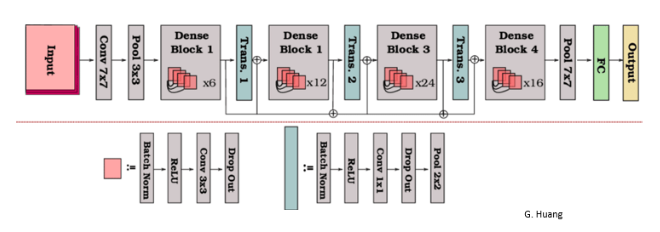 Input
Conv 7x7
Pool 3x3
Dense
Block 1
x6
Trans. 1
Dense
Block 1
x12
Trans. 2
Dense
Block 3
x24
Trans. 3
Dense
Block 4
x16
Pool 7x7
FC
Output
:=
Batch Norm
ReLU
Conv 3x3
Drop Out
:=
Batch Norm
ReLU
Conv 1x1
Drop Out
Pool 2x2
G. Huang